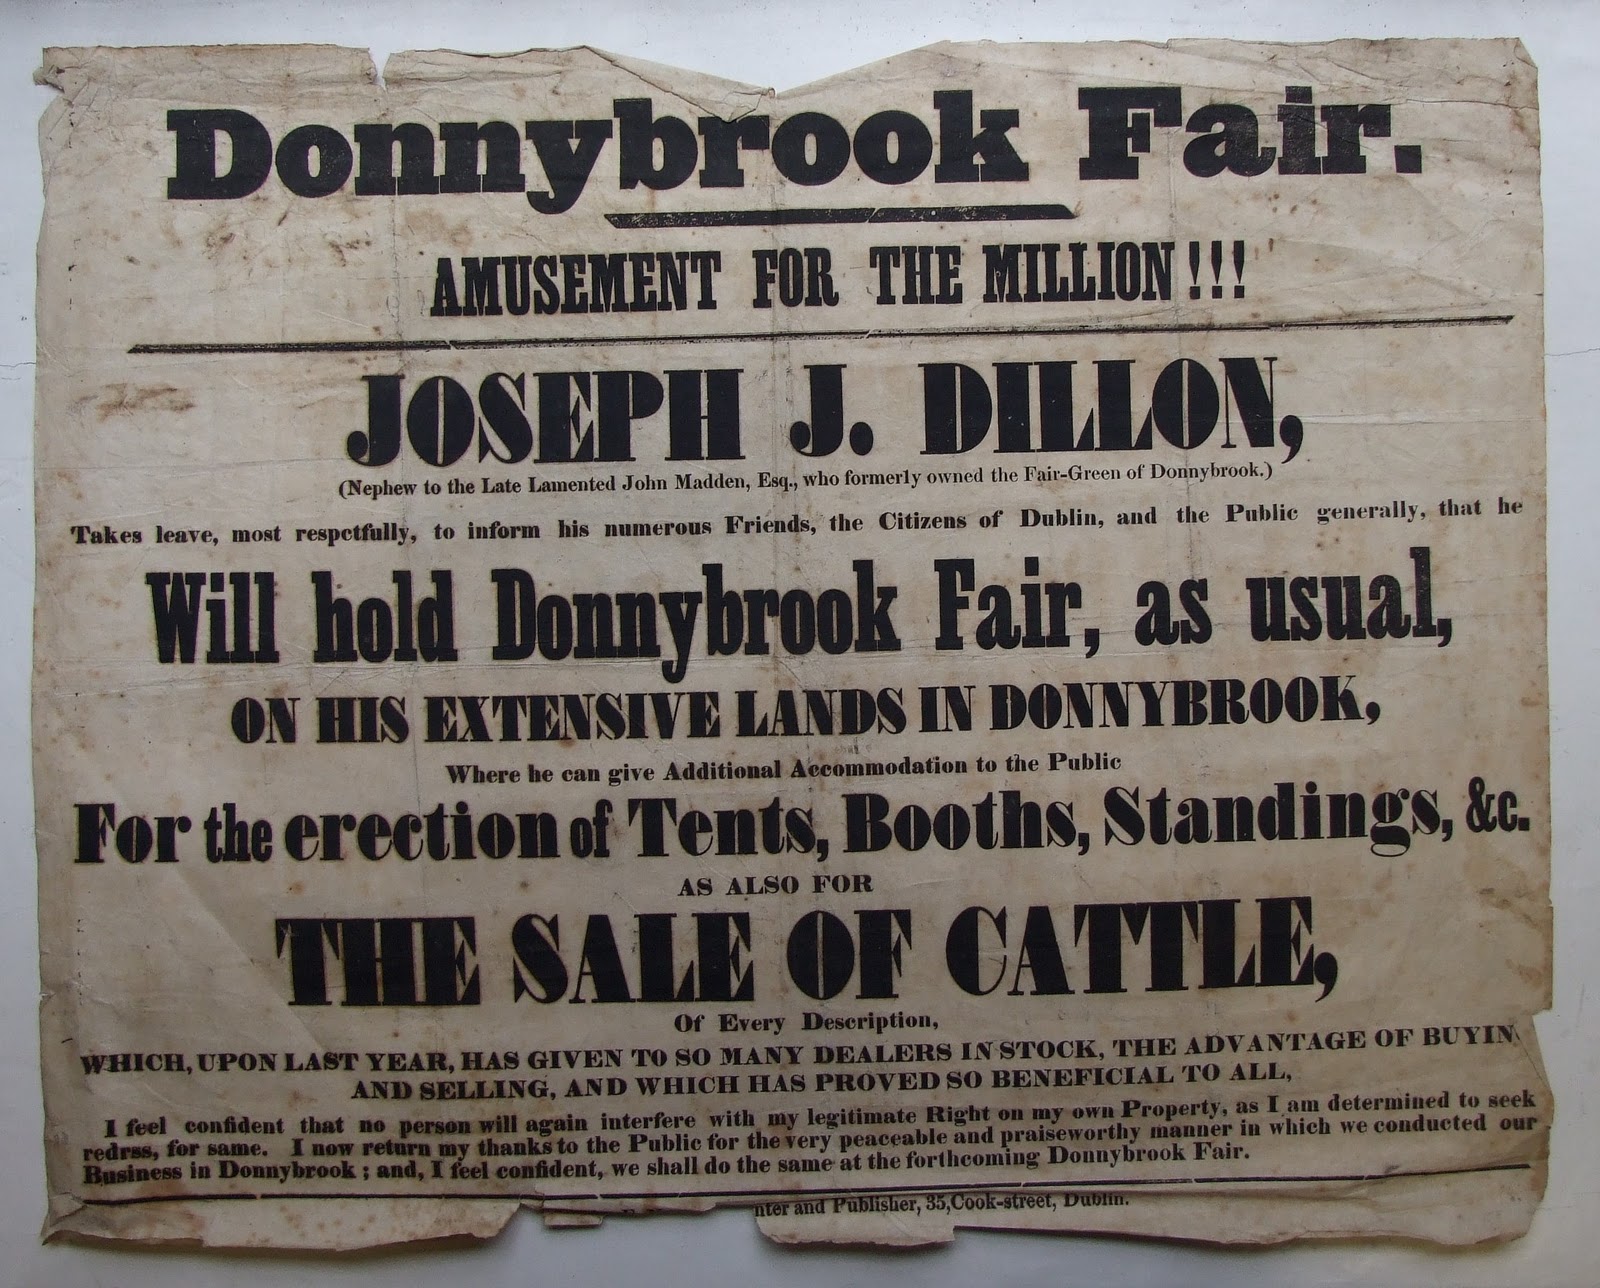 Donnybrook Fair.
AMUSEMENT FOR THE MILLION!!!
JOSEPH J. DILLON,
(Nephew to the Late Lamented John Madden, Esq., who formerly owned the Fair-Green of Donnybrook.)
Takes leave, most respctfully, to inform his numerous Friends, the Citizens of Dublin, and the Public generally, that he
Will hold Donnybrook Fair, as usual,
ON HIS EXTENSIVE LANDS IN DONNYBROOK,
Where he can give Additional Accommodation to the Public
For the erection of Tents, Booths, Standings, &c.
AS ALSO FOR
THE SALE OF CATTLE,
Of Every Description,
WHICH, UPON LAST YEAR, HAS GIVEN TO SO MANY DEALERS IN STOCK, THE ADVANTAGE OF BUYIN
AND SELLING, AND WHICH HAS PROVED SO BENEFICIAL TO ALL,
I feel confident that no person will again interfere with my legitimate Right on my own Property, as I am determined to seek
redrss, for same. I now return my thanks to the Public for the very peaceable and praiseworthy manner in which we conducted our
Business in Donnybrook; and, I feel confident, we shall do the same at the forthcoming Donnybrook Fair.
nter and Publisher, 35, Cook-street, Dublin.